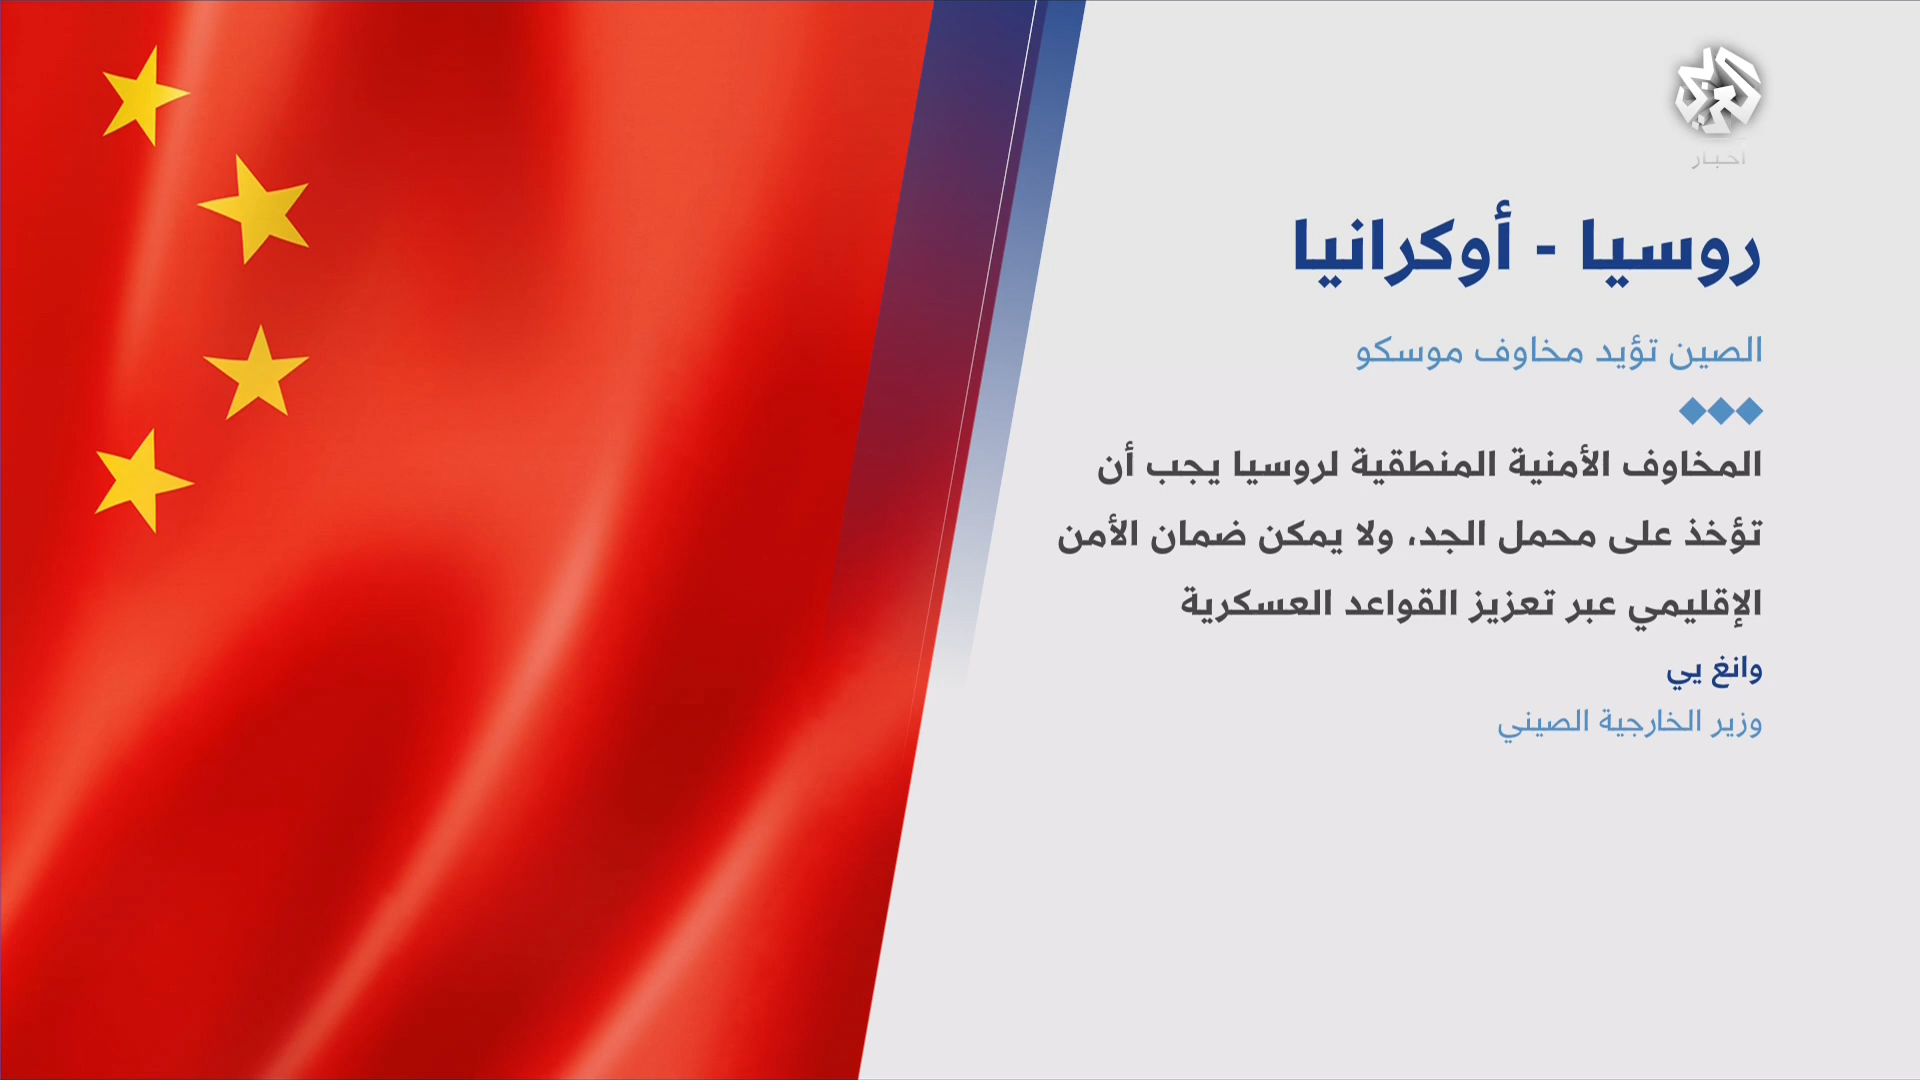 العربي
أخبار
روسيا - أوكرانيا
الصين تؤيد مخاوف موسكو
المخاوف الأمنية المنطقية لروسيا يجب أن
تؤخذ على محمل الجد، ولا يمكن ضمان الأمن
الإقليمي عبر تعزيز القواعد العسكرية
وانغ يي
وزير الخارجية الصيني